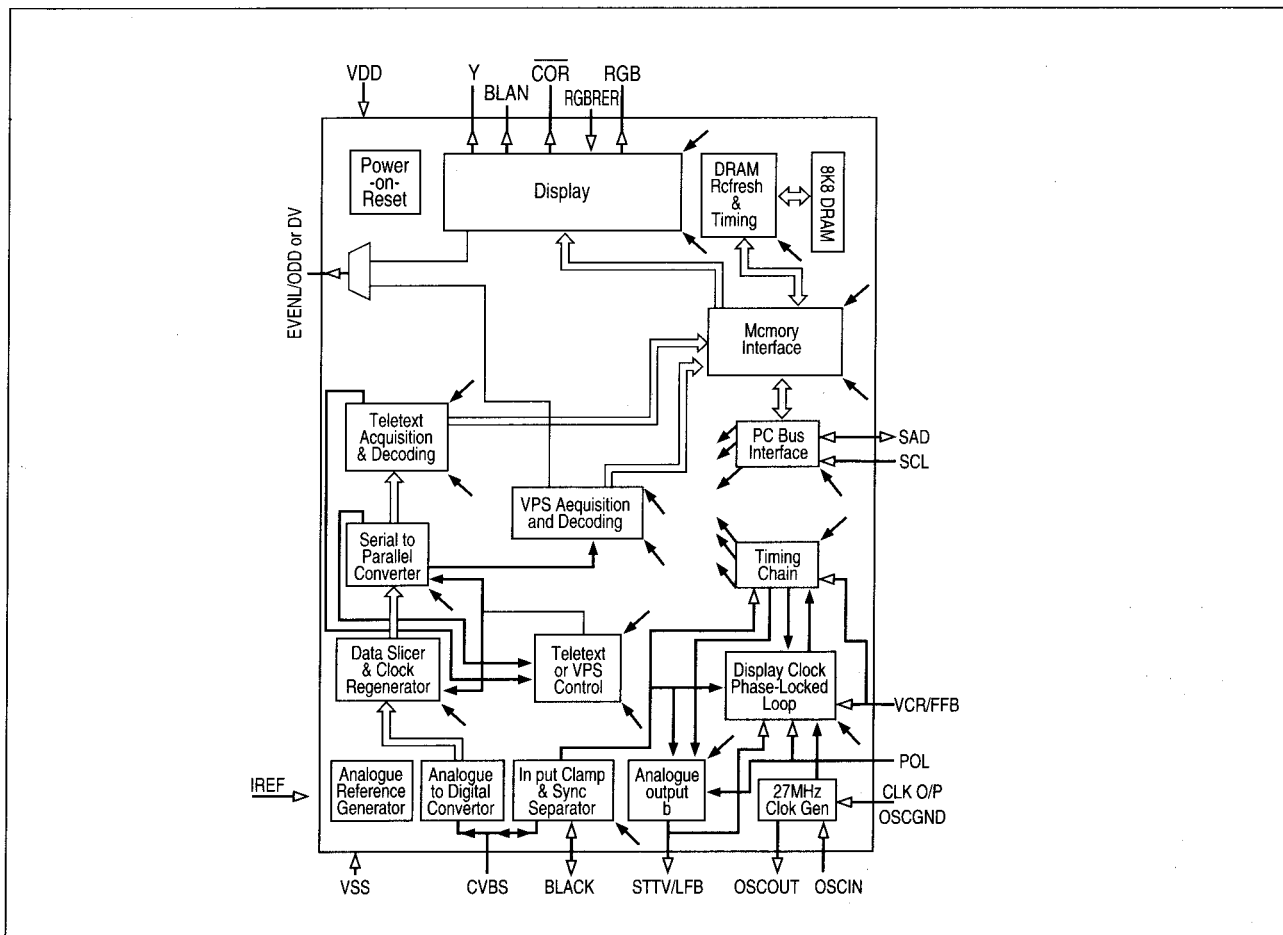 VDD
Y
BLAN
COR
RGBRER
RGB
Power
-on-
Reset
Display
DRAM
Rcfresh
&
Timing
8K8 DRAM
EVENL/ODD or DV
Mcmory
Interface
Teletext
Acquisition
& Decoding
PC Bus
Interface
SAD
SCL
VPS Aequisition
and Decoding
Serial to
Parallel
Converter
Timing
Chain
Data Slicer
& Clock
Regenerator
Teletext
or VPS
Control
Display Clock
Phase-Locked
Loop
VCR/FFB
POL
IREF
Analogue
Reference
Generator
Analogue
to Digital
Convertor
In put Clamp
& Sync
Separator
Analogue
output
b
27MHz
Clok Gen
CLK O/P
OSCGND
VSS
CVBS
BLACK
STTV/LFB
OSCOUT
OSCIN